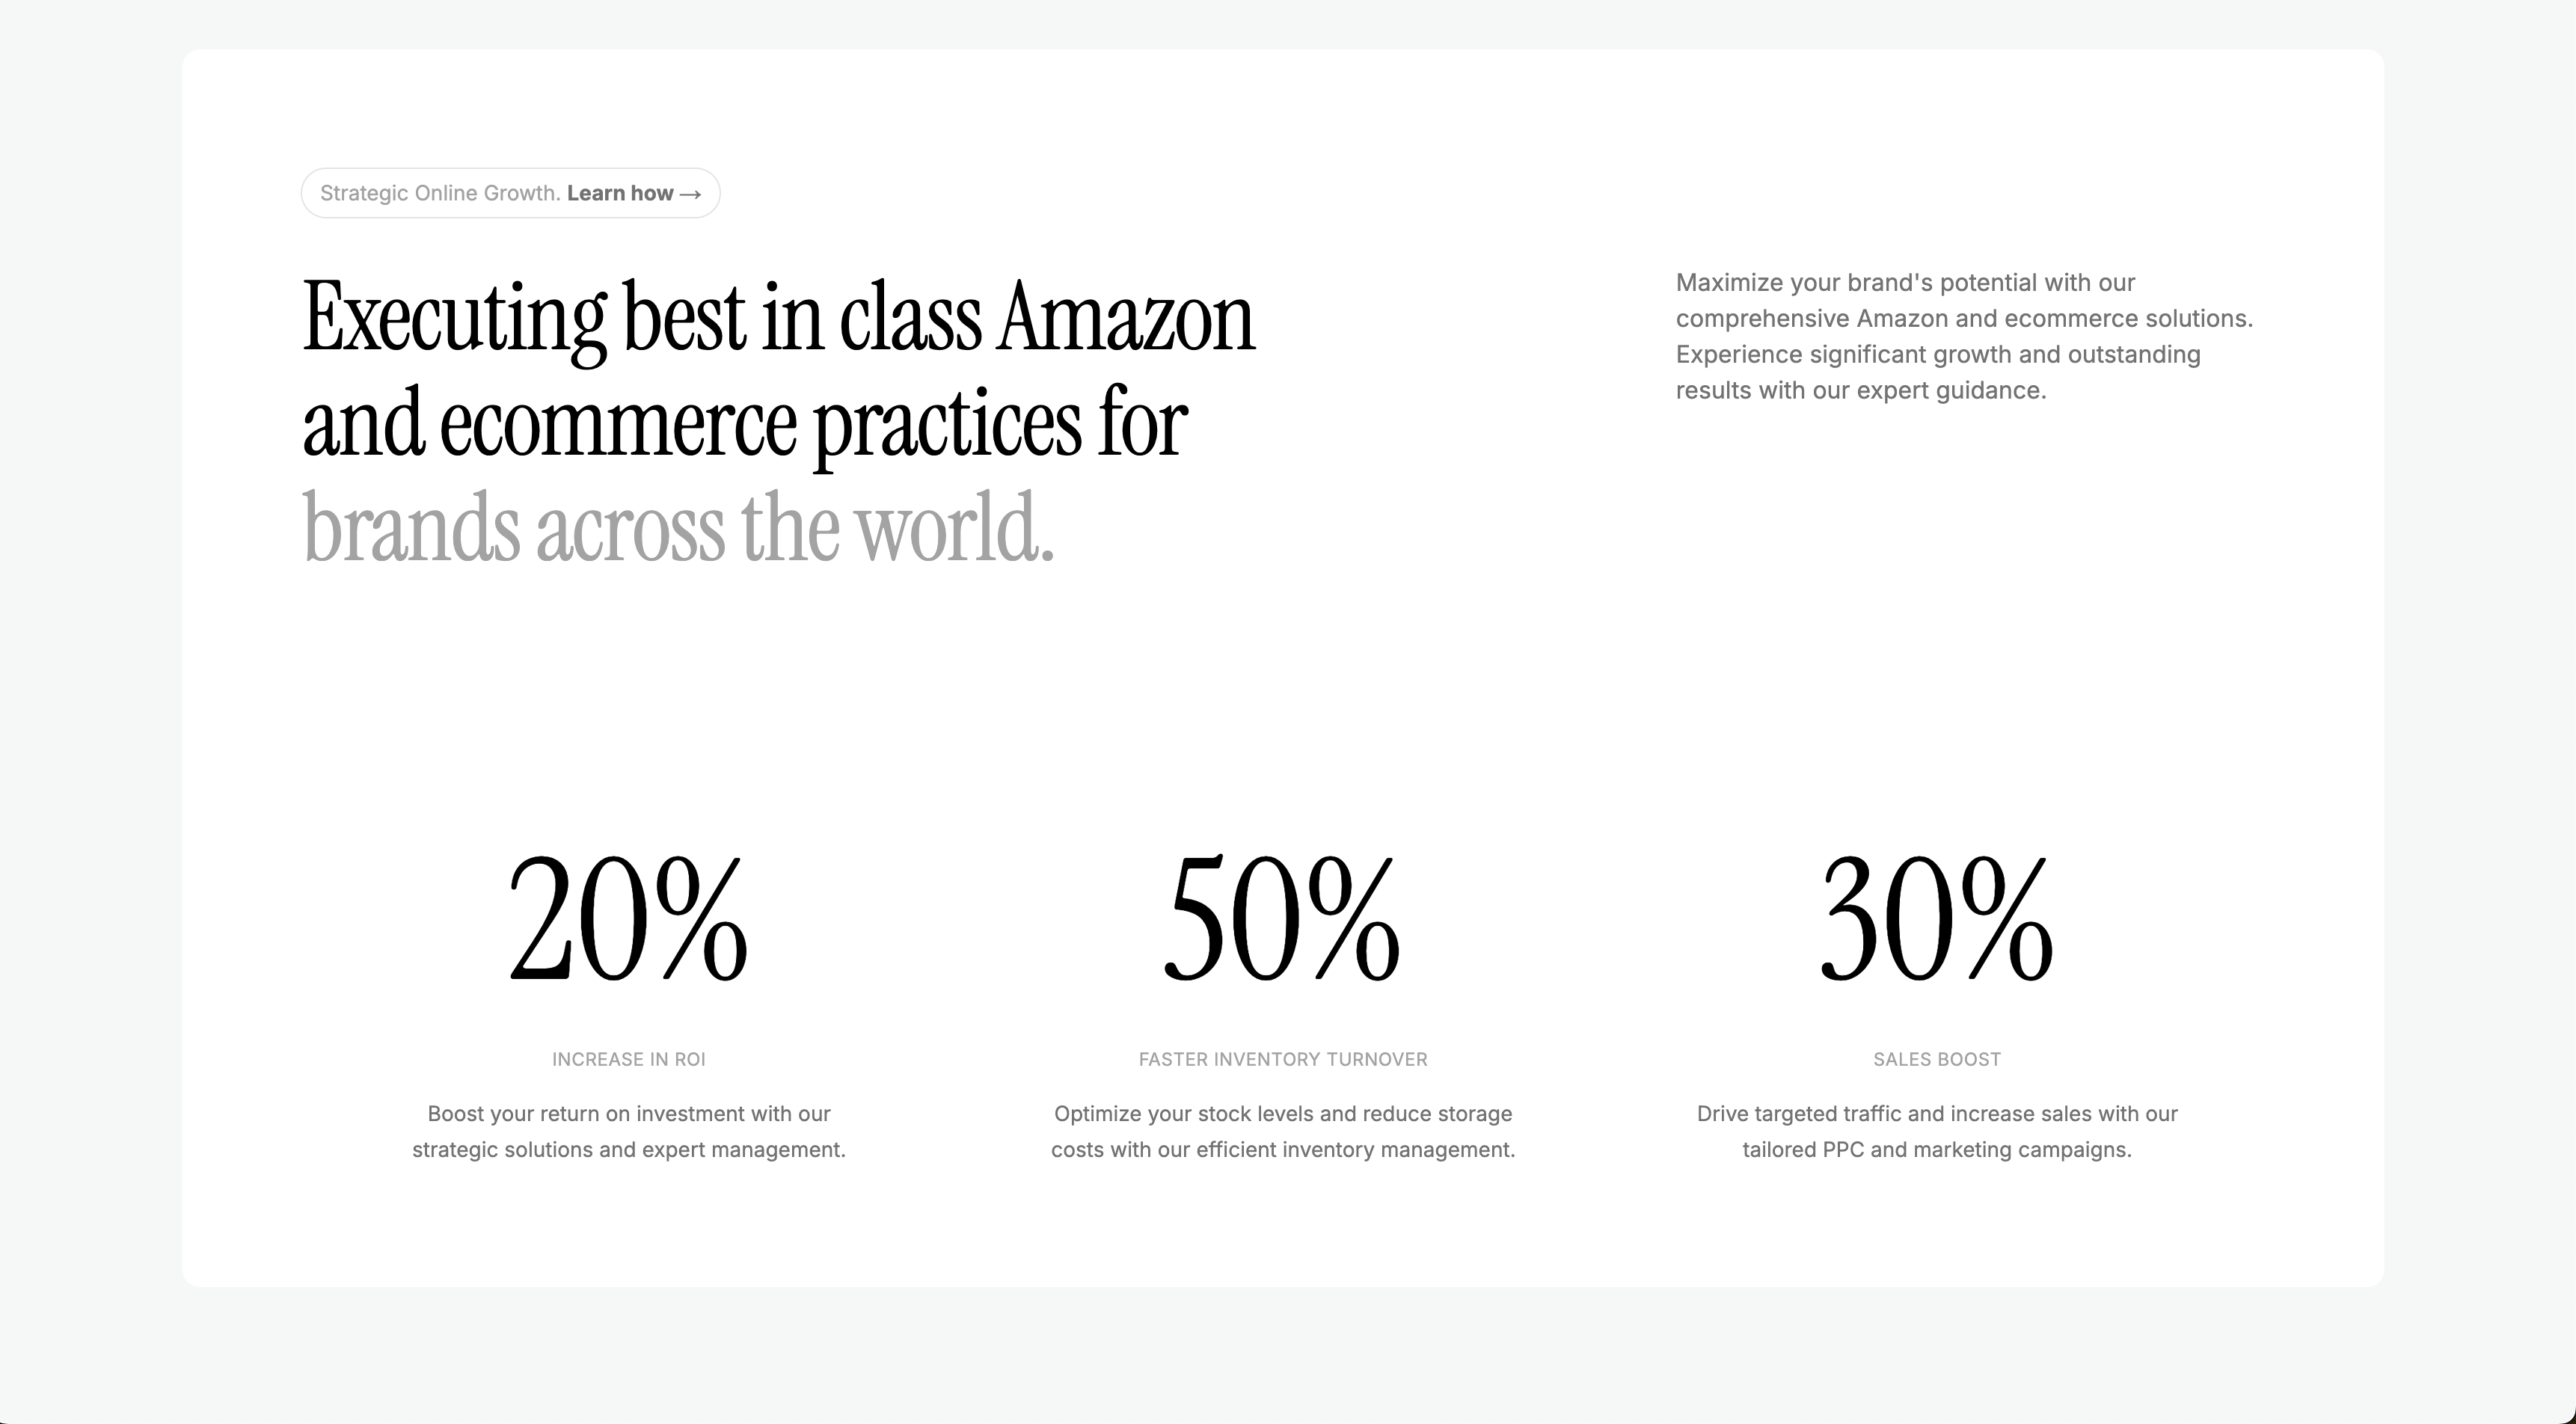 Strategic Online Growth. Learn how →
Executing best in class Amazon
and ecommerce practices for
brands across the world.
Maximize your brand's potential with our
comprehensive Amazon and ecommerce solutions.
Experience significant growth and outstanding
results with our expert guidance.
20%
INCREASE IN ROI
Boost your return on investment with our
strategic solutions and expert management.
50%
FASTER INVENTORY TURNOVER
Optimize your stock levels and reduce storage
costs with our efficient inventory management.
30%
SALES BOOST
Drive targeted traffic and increase sales with our
tailored PPC and marketing campaigns.